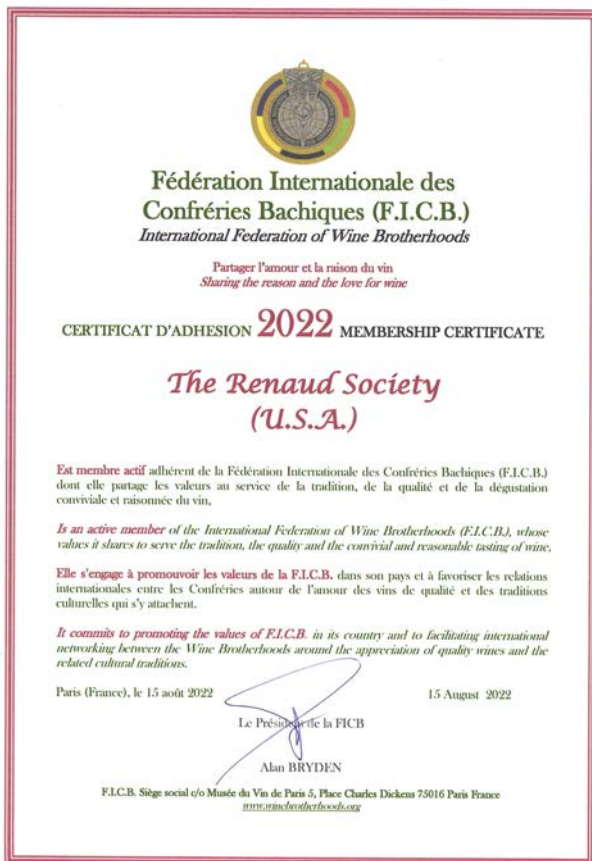 Fédération Internationale des
Confréries Bachiques (F.I.C.B.)
International Federation of Wine Brotherhoods
Partager l'amour et la raison du vin
Sharing the reason and the love for wine
CERTIFICAT D'ADHESION 2022 MEMBERSHIP CERTIFICATE
The Renaud Society
(U.S.A.)
Est membre actif adhérent de la Fédération Internationale des Confréries Bachiques (F.I.C.B.)
dont elle partage les valeurs au service de la tradition, de la qualité et de la dégustation
conviviale et raisonnée du vin,
Is an active member of the International Federation of Wine Brotherhoods (F.I.C.B.), whose
values it shares to serve the tradition, the quality and the convivial and reasonable tasting of wine,
Elle s'engage à promouvoir les valeurs de la F.I.C.B. dans son pays et à favoriser les relations
internationales entre les Confréries autour de l'amour des vins de qualité et des traditions
culturelles qui s'y attachent.
It commits to promoting the values of F.I.C.B. in its country and to facilitating international
networking between the Wine Brotherhoods around the appreciation of quality wines and the
related cultural traditions.
Paris (France), le 15 août 2022 15 August 2022
Le Président de la FICB
Alan BRYDEN
F.I.C.B. Siège social c/o Musée du Vin de Paris 5, Place Charles Dickens 75016 Paris France
www.winebrotherhoods.org